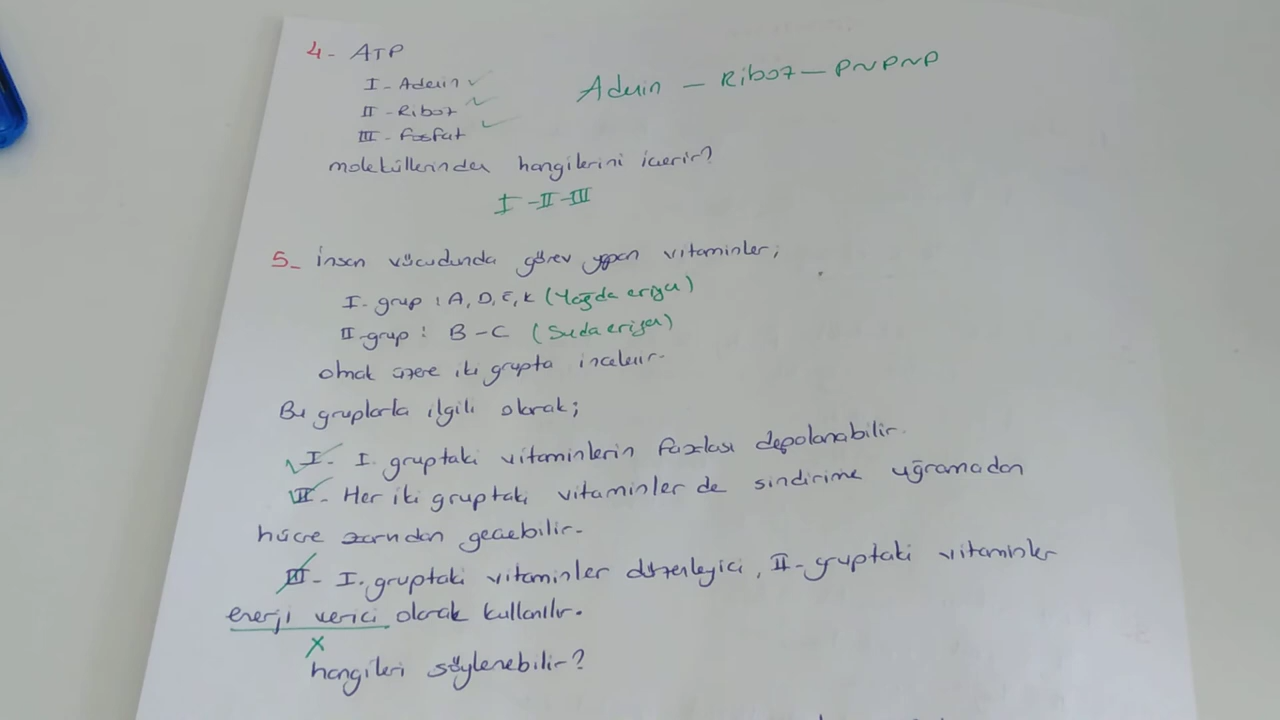 4- ATP
I- Adenin
II- Riboz
III- Fosfat
Adenin - Riboz - P~P~P
moleküllerinden hangilerini içerir?
I-II-III
5- İnsan vücudunda görev yapan vitaminler;
I. grup : A, D, E, K (Yağda eriyen)
II-grup : B-C (Suda eriyen)
olmak üzere iki grupta incelenir.
Bu gruplarla ilgili olarak;
I- I. gruptaki vitaminlerin fazlası depolanabilir.
II- Her iki gruptaki vitaminler de sindirime uğramadan
hücre zarından geçebilir.
III- I. gruptaki vitaminler düzenleyici, II-gruptaki vitaminler
enerji verici olarak kullanılır.
X
hangileri söylenebilir?